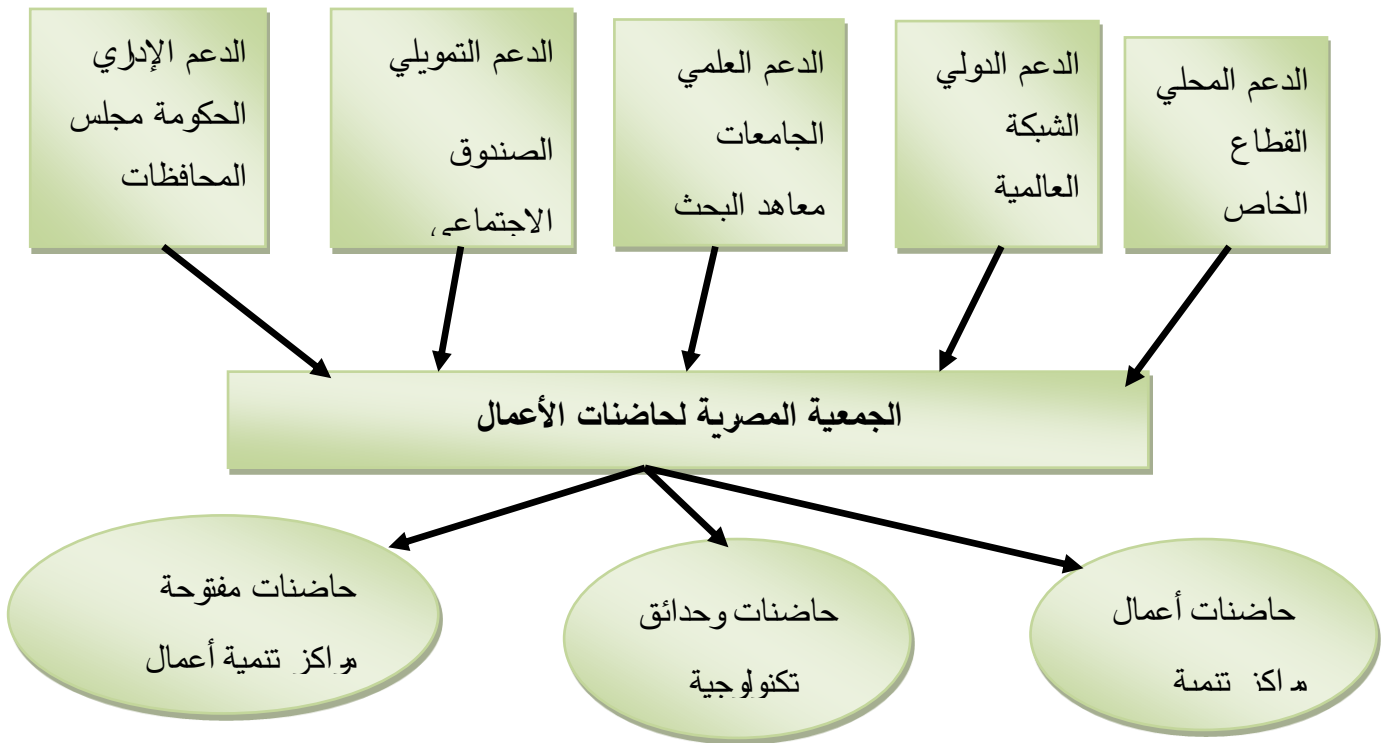 الدعم المحلي
القطاع
الخاص
الدعم الدولي
الشبكة
العالمية
الدعم العلمي
الجامعات
معاهد البحث
الدعم التمويلي
الصندوق
الاجتماعي
الدعم الإداري
الحكومة مجلس
المحافظات
الجمعية المصرية لحاضنات الأعمال
حاضنات أعمال
مراكز تنمية
حاضنات وحدائق
تكنولوجية
حاضنات مفتوحة
مراكز تنمية أعمال